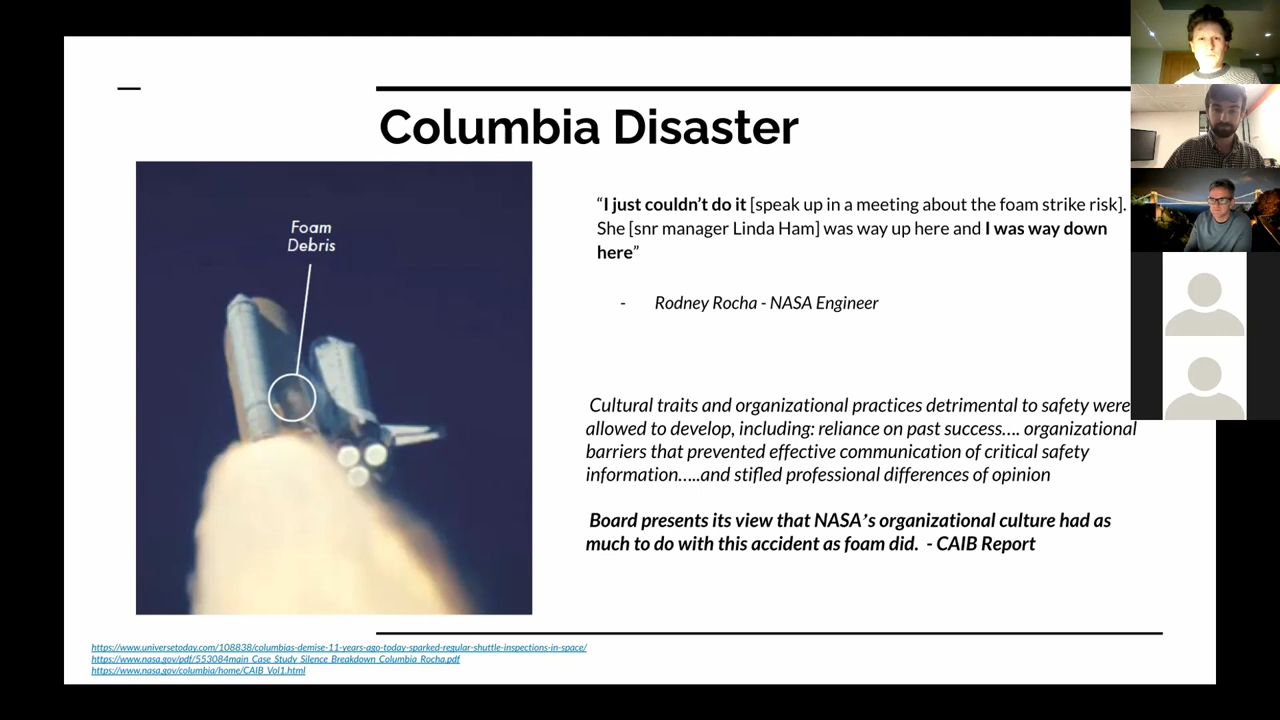 Columbia Disaster
Foam
Debris
“I just couldn’t do it [speak up in a meeting about the foam strike risk].
She [snr manager Linda Ham] was way up here and I was way down
here”
- Rodney Rocha - NASA Engineer
Cultural traits and organizational practices detrimental to safety were
allowed to develop, including: reliance on past success…. organizational
barriers that prevented effective communication of critical safety
information…..and stifled professional differences of opinion
Board presents its view that NASA’s organizational culture had as
much to do with this accident as foam did. - CAIB Report
https://www.universetoday.com/108838/columbias-demise-11-years-ago-today-sparked-regular-shuttle-inspections-in-space/
https://www.nasa.gov/pdf/553084main_Case_Study_Silence_Breakdown_Columbia_Rocha.pdf
https://www.nasa.gov/columbia/home/CAIB_Vol1.html